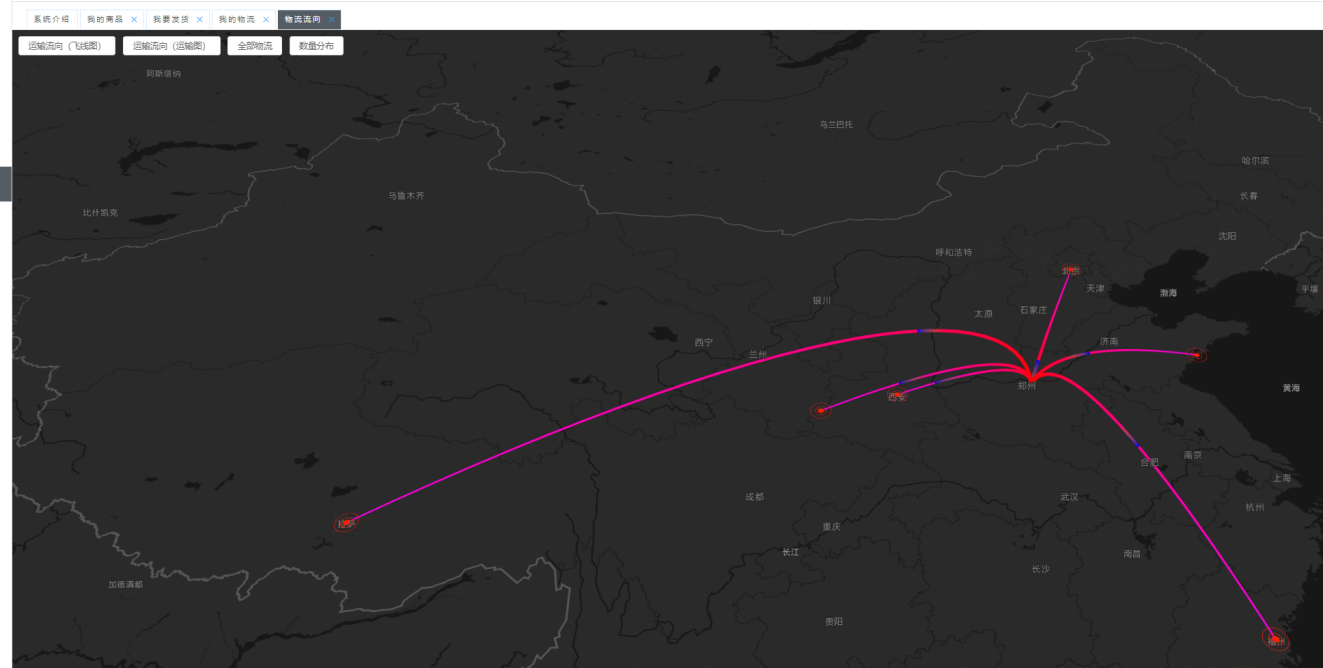 系统介绍 我的商品 × 我要发货 × 我的物流 × 物流流向 ×
运输流向（飞线图） 运输流向（运输图） 全部物流 数量分布
阿斯塔纳
乌兰巴托
哈尔滨
乌鲁木齐
长春
比什凯克
沈阳
呼和浩特
北京
天津
渤海
平壤
银川
石家庄
太原
西宁
济南
兰州
郑州
黄海
西安
南京
合肥
上海
成都
武汉
杭州
拉萨
重庆
长江
南昌
长沙
加德满都
贵阳
福州